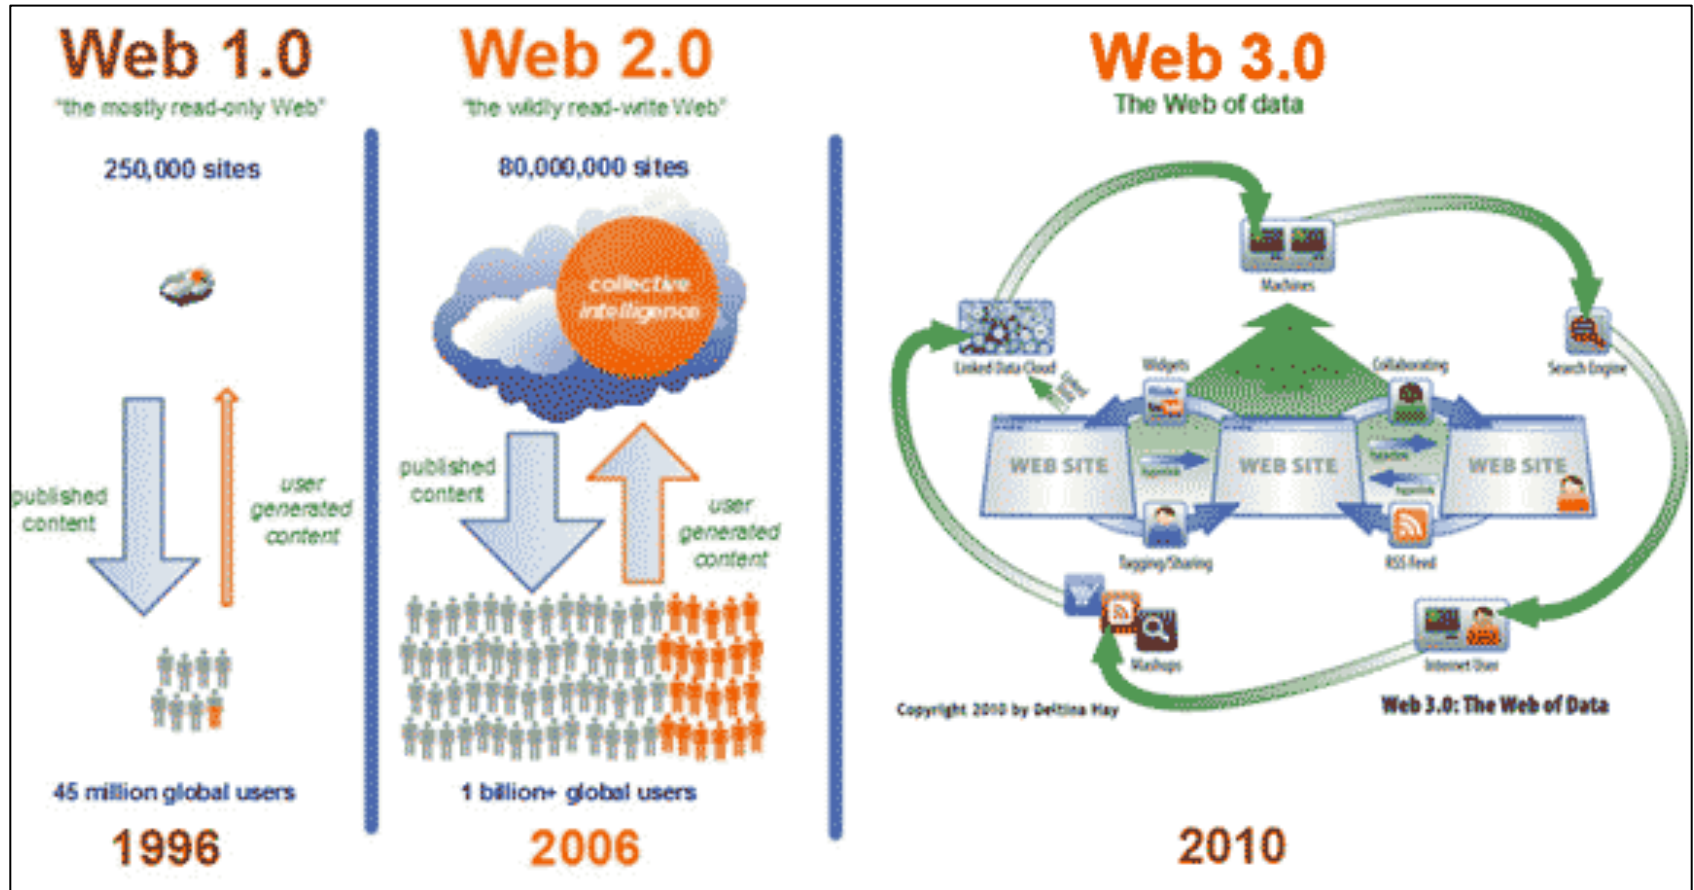 Web 1.0
"the mostly read-only Web"
250,000 sites
published
content
user
generated
content
45 million global users
1996
Web 2.0
"the wildly read-write Web"
80,000,000 sites
collective
intelligence
published
content
user
generated
content
1 billion+ global users
2006
Web 3.0
The Web of data
Machines
Linked Data Cloud
Widgets
Collaborating
Search Engine
WEB SITE
WEB SITE
WEB SITE
hyperlink
hyperlink
hyperlink
Tagging/Sharing
RSS Feed
Mashups
Internet User
Copyright 2010 by Deltina Hay
Web 3.0: The Web of Data
2010